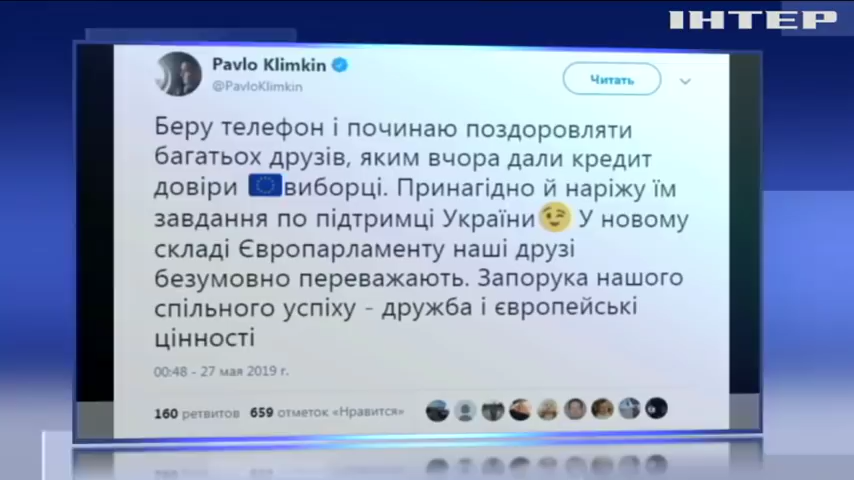 ІНТЕР
Pavlo Klimkin
@PavloKlimkin
Читать
Беру телефон і починаю поздоровляти
багатьох друзів, яким вчора дали кредит
довіри 🇪🇺виборці. Принагідно й наріжу їм
завдання по підтримці України😉 У новому
складі Європарламенту наші друзі
безумовно переважають. Запорука нашого
спільного успіху - дружба і європейські
цінності
00:48 - 27 мая 2019 г.
160 ретвитов 659 отметок «Нравится»